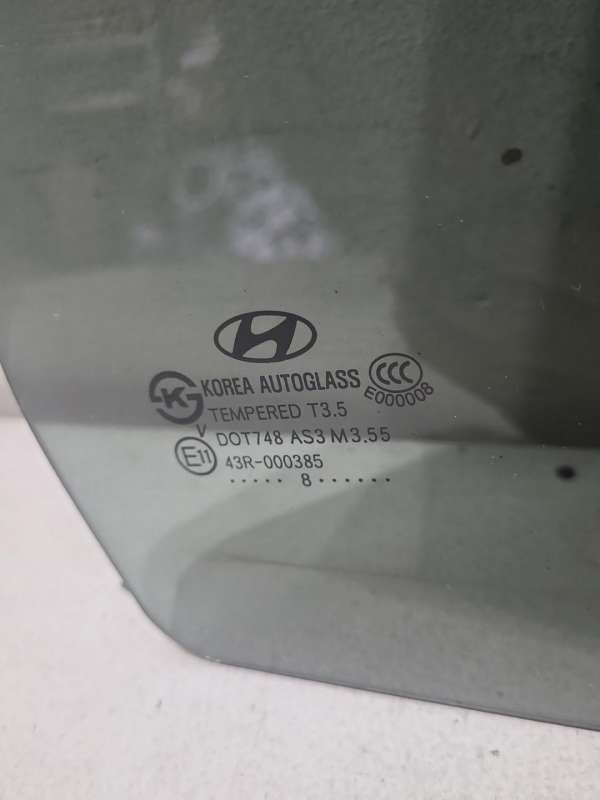 KOREA AUTOGLASS
CCC
E000008
TEMPERED T3.5
V
DOT748 AS3 M3.55
E11
43R-000385
..... 8 ......